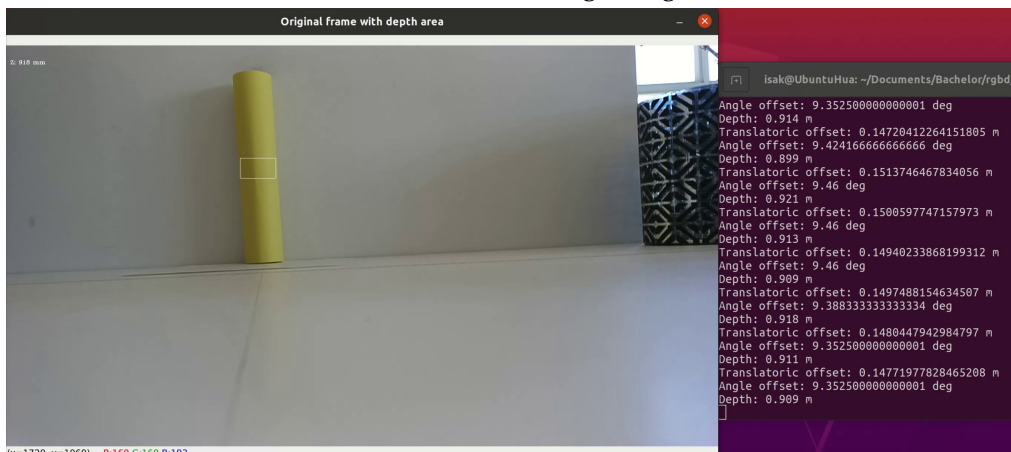 Original frame with depth area
Z: 918 mm
isak@UbuntuHua: ~/Documents/Bachelor/rgbd
Angle offset: 9.352500000000001 deg
Depth: 0.914 m
Translatoric offset: 0.14720412264151805 m
Angle offset: 9.424166666666666 deg
Depth: 0.899 m
Translatoric offset: 0.1513746467834056 m
Angle offset: 9.46 deg
Depth: 0.921 m
Translatoric offset: 0.1500597747157973 m
Angle offset: 9.46 deg
Depth: 0.913 m
Translatoric offset: 0.14940233868199312 m
Angle offset: 9.46 deg
Depth: 0.909 m
Translatoric offset: 0.1497488154634507 m
Angle offset: 9.388333333333334 deg
Depth: 0.918 m
Translatoric offset: 0.1480447942984797 m
Angle offset: 9.352500000000001 deg
Depth: 0.911 m
Translatoric offset: 0.14771977828465208 m
Angle offset: 9.352500000000001 deg
Depth: 0.909 m